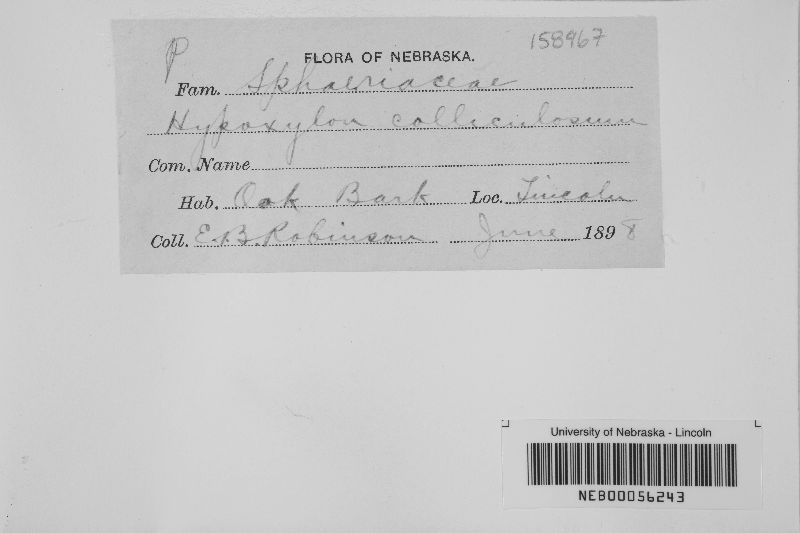 P
158967
FLORA OF NEBRASKA.
Fam. Sphaeriaceae
Hypoxylon colliculosum
Com. Name
Hab. Oak Bark Loc. Lincoln
Coll. E. B. Robinson June 1898
University of Nebraska - Lincoln
NEB00056243